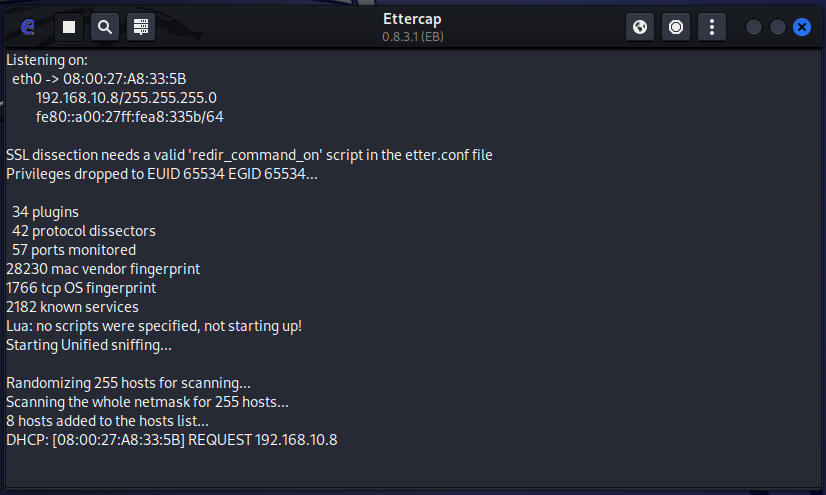 Ettercap
0.8.3.1 (EB)
Listening on:
eth0 -> 08:00:27:A8:33:5B
192.168.10.8/255.255.255.0
fe80::a00:27ff:fea8:335b/64
SSL dissection needs a valid 'redir_command_on' script in the etter.conf file
Privileges dropped to EUID 65534 EGID 65534...
34 plugins
42 protocol dissectors
57 ports monitored
28230 mac vendor fingerprint
1766 tcp OS fingerprint
2182 known services
Lua: no scripts were specified, not starting up!
Starting Unified sniffing...
Randomizing 255 hosts for scanning...
Scanning the whole netmask for 255 hosts...
8 hosts added to the hosts list...
DHCP: [08:00:27:A8:33:5B] REQUEST 192.168.10.8